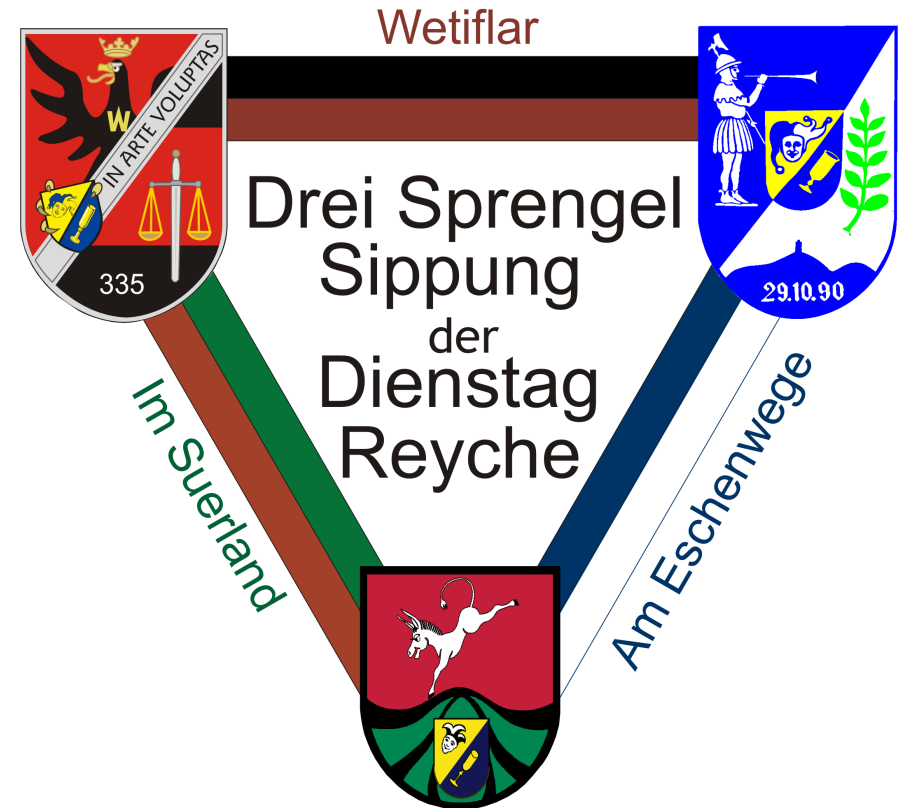 Wetiflar
W
IN ARTE VOLUPTAS
335
29.10.90
Drei Sprengel
Sippung
der
Dienstag
Reyche
Im Suerland
Am Eschenwege